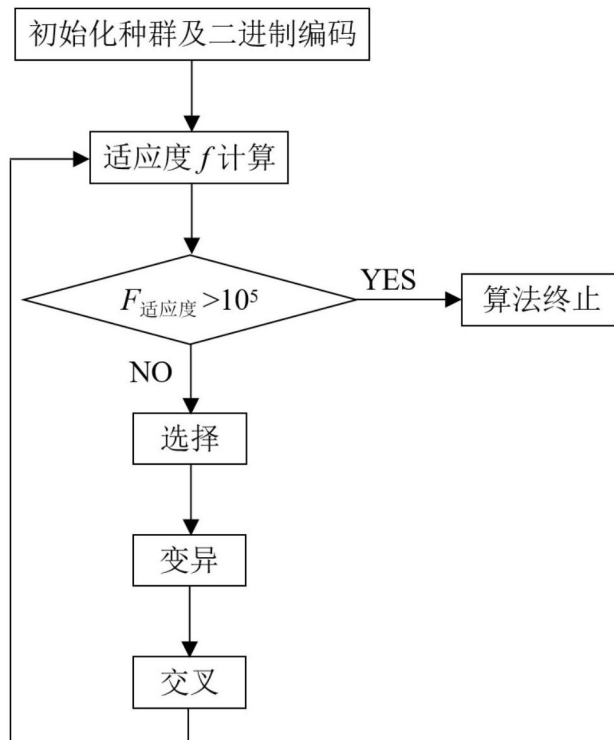 初始化种群及二进制编码
适应度 f 计算
F适应度 >10⁵
YES
算法终止
NO
选择
变异
交叉